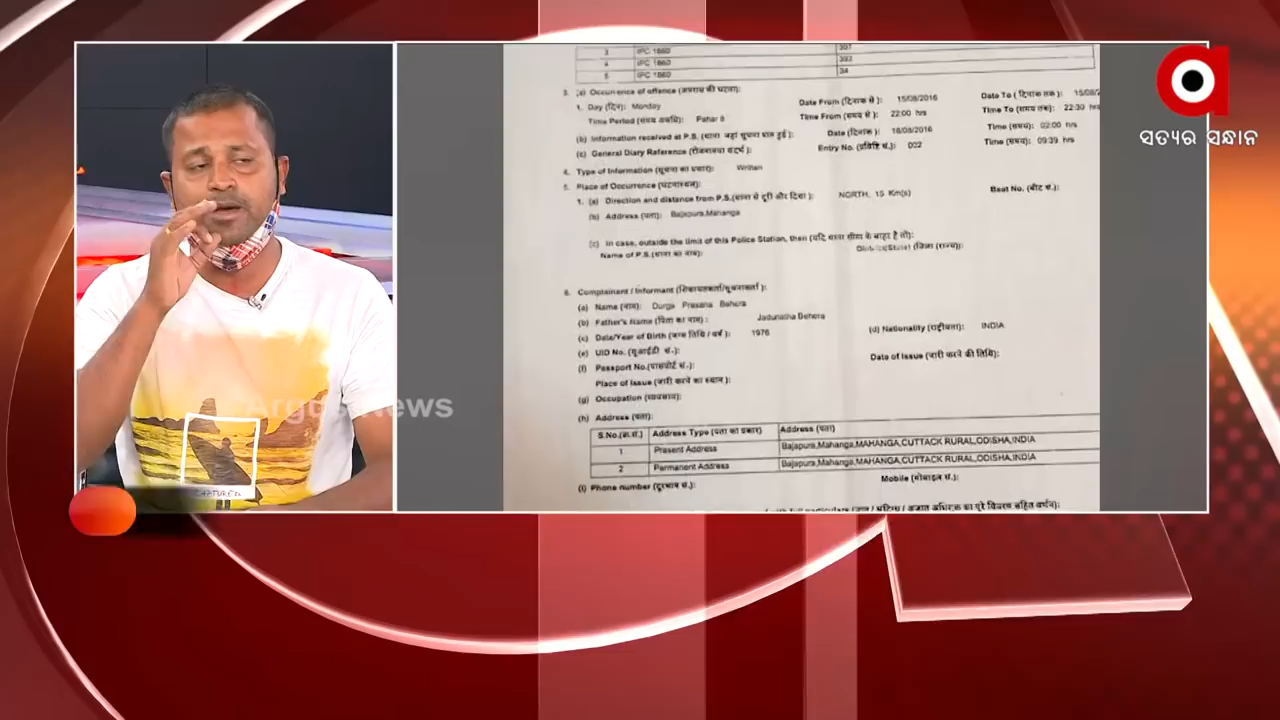 3 IPC 1860 397
4 IPC 1860 393
5 IPC 1860 34
3. (a) Occurrence of offence (अपराध की घटना):
1. Day (दिन): Monday Date From (दिनांक से ): 15/08/2016 Date To ( दिनांक तक ): 15/08/2
Time Period (समय अवधि): Pahar 8 Time From (समय से ): 22:00 hrs Time To (समय तक): 22:30 hrs
(b) Information received at P.S. (थाना जहां सूचना प्राप्त हुई ): Date (दिनांक ): 16/08/2016 Time (समय): 03:00 hrs
(c) General Diary Reference (रोजनामचा संदर्भ ): Entry No. (प्रविष्टि सं.): 002 Time (समय): 09:39 hrs
4. Type of Information (सूचना का प्रकार): Written
5. Place of Occurrence (घटनास्थल):
1. (a) Direction and distance from P.S.(थाना से दूरी और दिशा ): NORTH, 15 Km(s) Beat No. (बीट सं.):
(b) Address (पता): Bajapura,Mahanga
(c) In case, outside the limit of this Police Station, then (यदि थाना सीमा के बाहर है तो):
Name of P.S.(थाना का नाम): District(State) (जिला (राज्य):
6. Complainant / Informant (शिकायतकर्ता/सूचनाकर्ता ):
(a) Name (नाम): Durga Prasana Behera
(b) Father's Name (पिता का नाम) : Jadunatha Behera
(c) Date/Year of Birth (जन्म तिथि / वर्ष ): 1976 (d) Nationality (राष्ट्रीयता): INDIA
(e) UID No. (यूआईडी सं.):
(f) Passport No.(पासपोर्ट सं.): Date of Issue (जारी करने की तिथि):
Place of Issue (जारी करने का स्थान ):
(g) Occupation (व्यवसाय):
(h) Address (पता):
S.No.(क्र.सं.) Address Type (पता का प्रकार) Address (पता)
1 Present Address Bajapura,Mahanga,MAHANGA,CUTTACK RURAL,ODISHA,INDIA
2 Permanent Address Bajapura,Mahanga,MAHANGA,CUTTACK RURAL,ODISHA,INDIA
(i) Phone number (दूरभाष सं.): Mobile (मोबाइल सं.):
a
ସତ୍ୟର ସନ୍ଧାନ
Argus News
CAPTURE